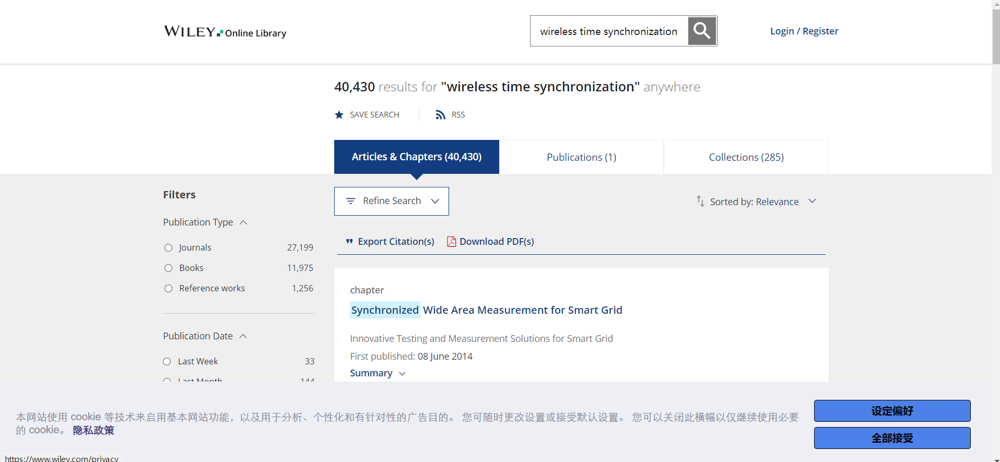 WILEY Online Library
wireless time synchronization
Login / Register
40,430 results for "wireless time synchronization" anywhere
SAVE SEARCH
RSS
Articles & Chapters (40,430)
Publications (1)
Collections (285)
Filters
Refine Search
Sorted by: Relevance
Publication Type
Export Citation(s)
Download PDF(s)
Journals 27,199
Books 11,975
Reference works 1,256
chapter
Synchronized Wide Area Measurement for Smart Grid
Publication Date
Innovative Testing and Measurement Solutions for Smart Grid
First published: 08 June 2014
Last Week 33
Summary
Last Month 144
本网站使用 cookie 等技术来启用基本网站功能，以及用于分析、个性化和有针对性的广告目的。 您可随时更改设置或接受默认设置。 您可以关闭此横幅以仅继续使用必要
的 cookie。 隐私政策
设定偏好
全部接受
https://www.wiley.com/privacy